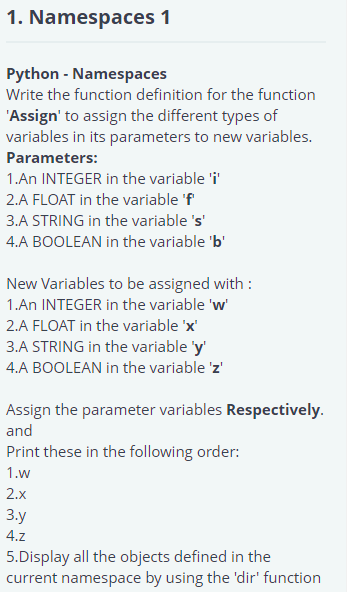 1. Namespaces 1
Python - Namespaces
Write the function definition for the function
'Assign' to assign the different types of
variables in its parameters to new variables.
Parameters:
1.An INTEGER in the variable 'i'
2.A FLOAT in the variable 'f'
3.A STRING in the variable 's'
4.A BOOLEAN in the variable 'b'
New Variables to be assigned with :
1.An INTEGER in the variable 'w'
2.A FLOAT in the variable 'x'
3.A STRING in the variable 'y'
4.A BOOLEAN in the variable 'z'
Assign the parameter variables Respectively.
and
Print these in the following order:
1.w
2.x
3.y
4.z
5.Display all the objects defined in the
current namespace by using the 'dir' function